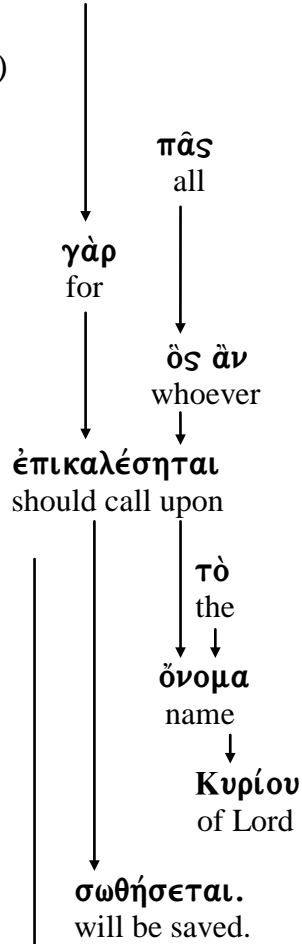 )
πᾶς
all
γὰρ
for
ὃς ἂν
whoever
ἐπικαλέσηται
should call upon
τὸ
the
ὄνομα
name
Κυρίου
of Lord
σωθήσεται.
will be saved.